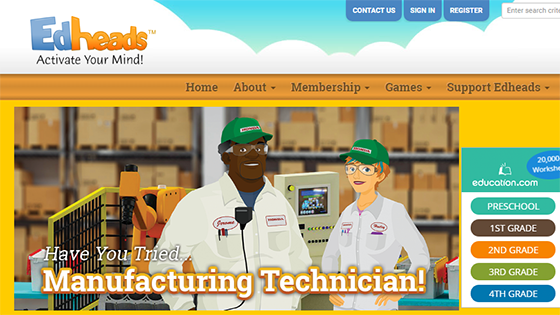 CONTACT US SIGN IN REGISTER Enter search crite
Edheads™
Activate Your Mind!
Home About Membership Games Support Edheads
Have You Tried...
Manufacturing Technician!
20,000
Workshe
education.com
PRESCHOOL
1ST GRADE
2ND GRADE
3RD GRADE
4TH GRADE
Jerome